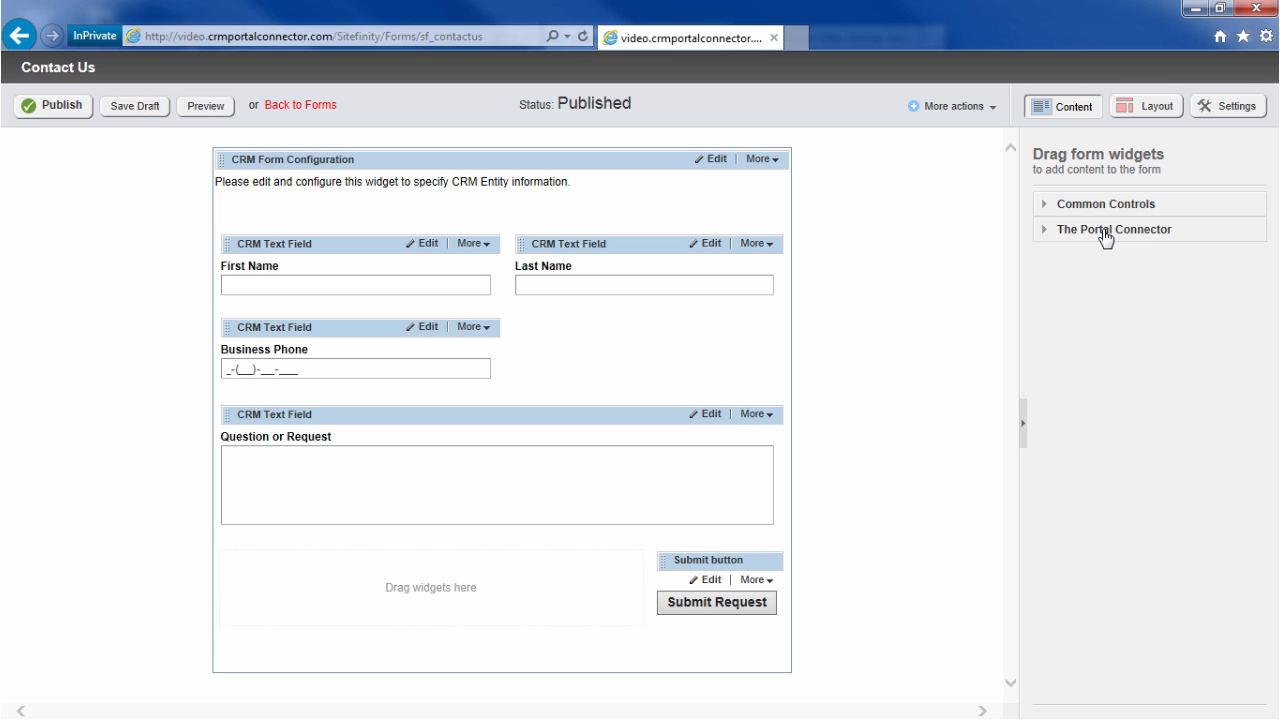 InPrivate http://video.crmportalconnector.com/Sitefinity/Forms/sf_contactus video.crmportalconnector....
Contact Us
Publish Save Draft Preview or Back to Forms Status: Published More actions Content Layout Settings
CRM Form Configuration Edit More
Please edit and configure this widget to specify CRM Entity information.
CRM Text Field Edit More CRM Text Field Edit More
First Name Last Name
CRM Text Field Edit More
Business Phone
_-(__)-__-___
CRM Text Field Edit More
Question or Request
Drag widgets here
Submit button
Edit More
Submit Request
Drag form widgets
to add content to the form
Common Controls
The Portal Connector